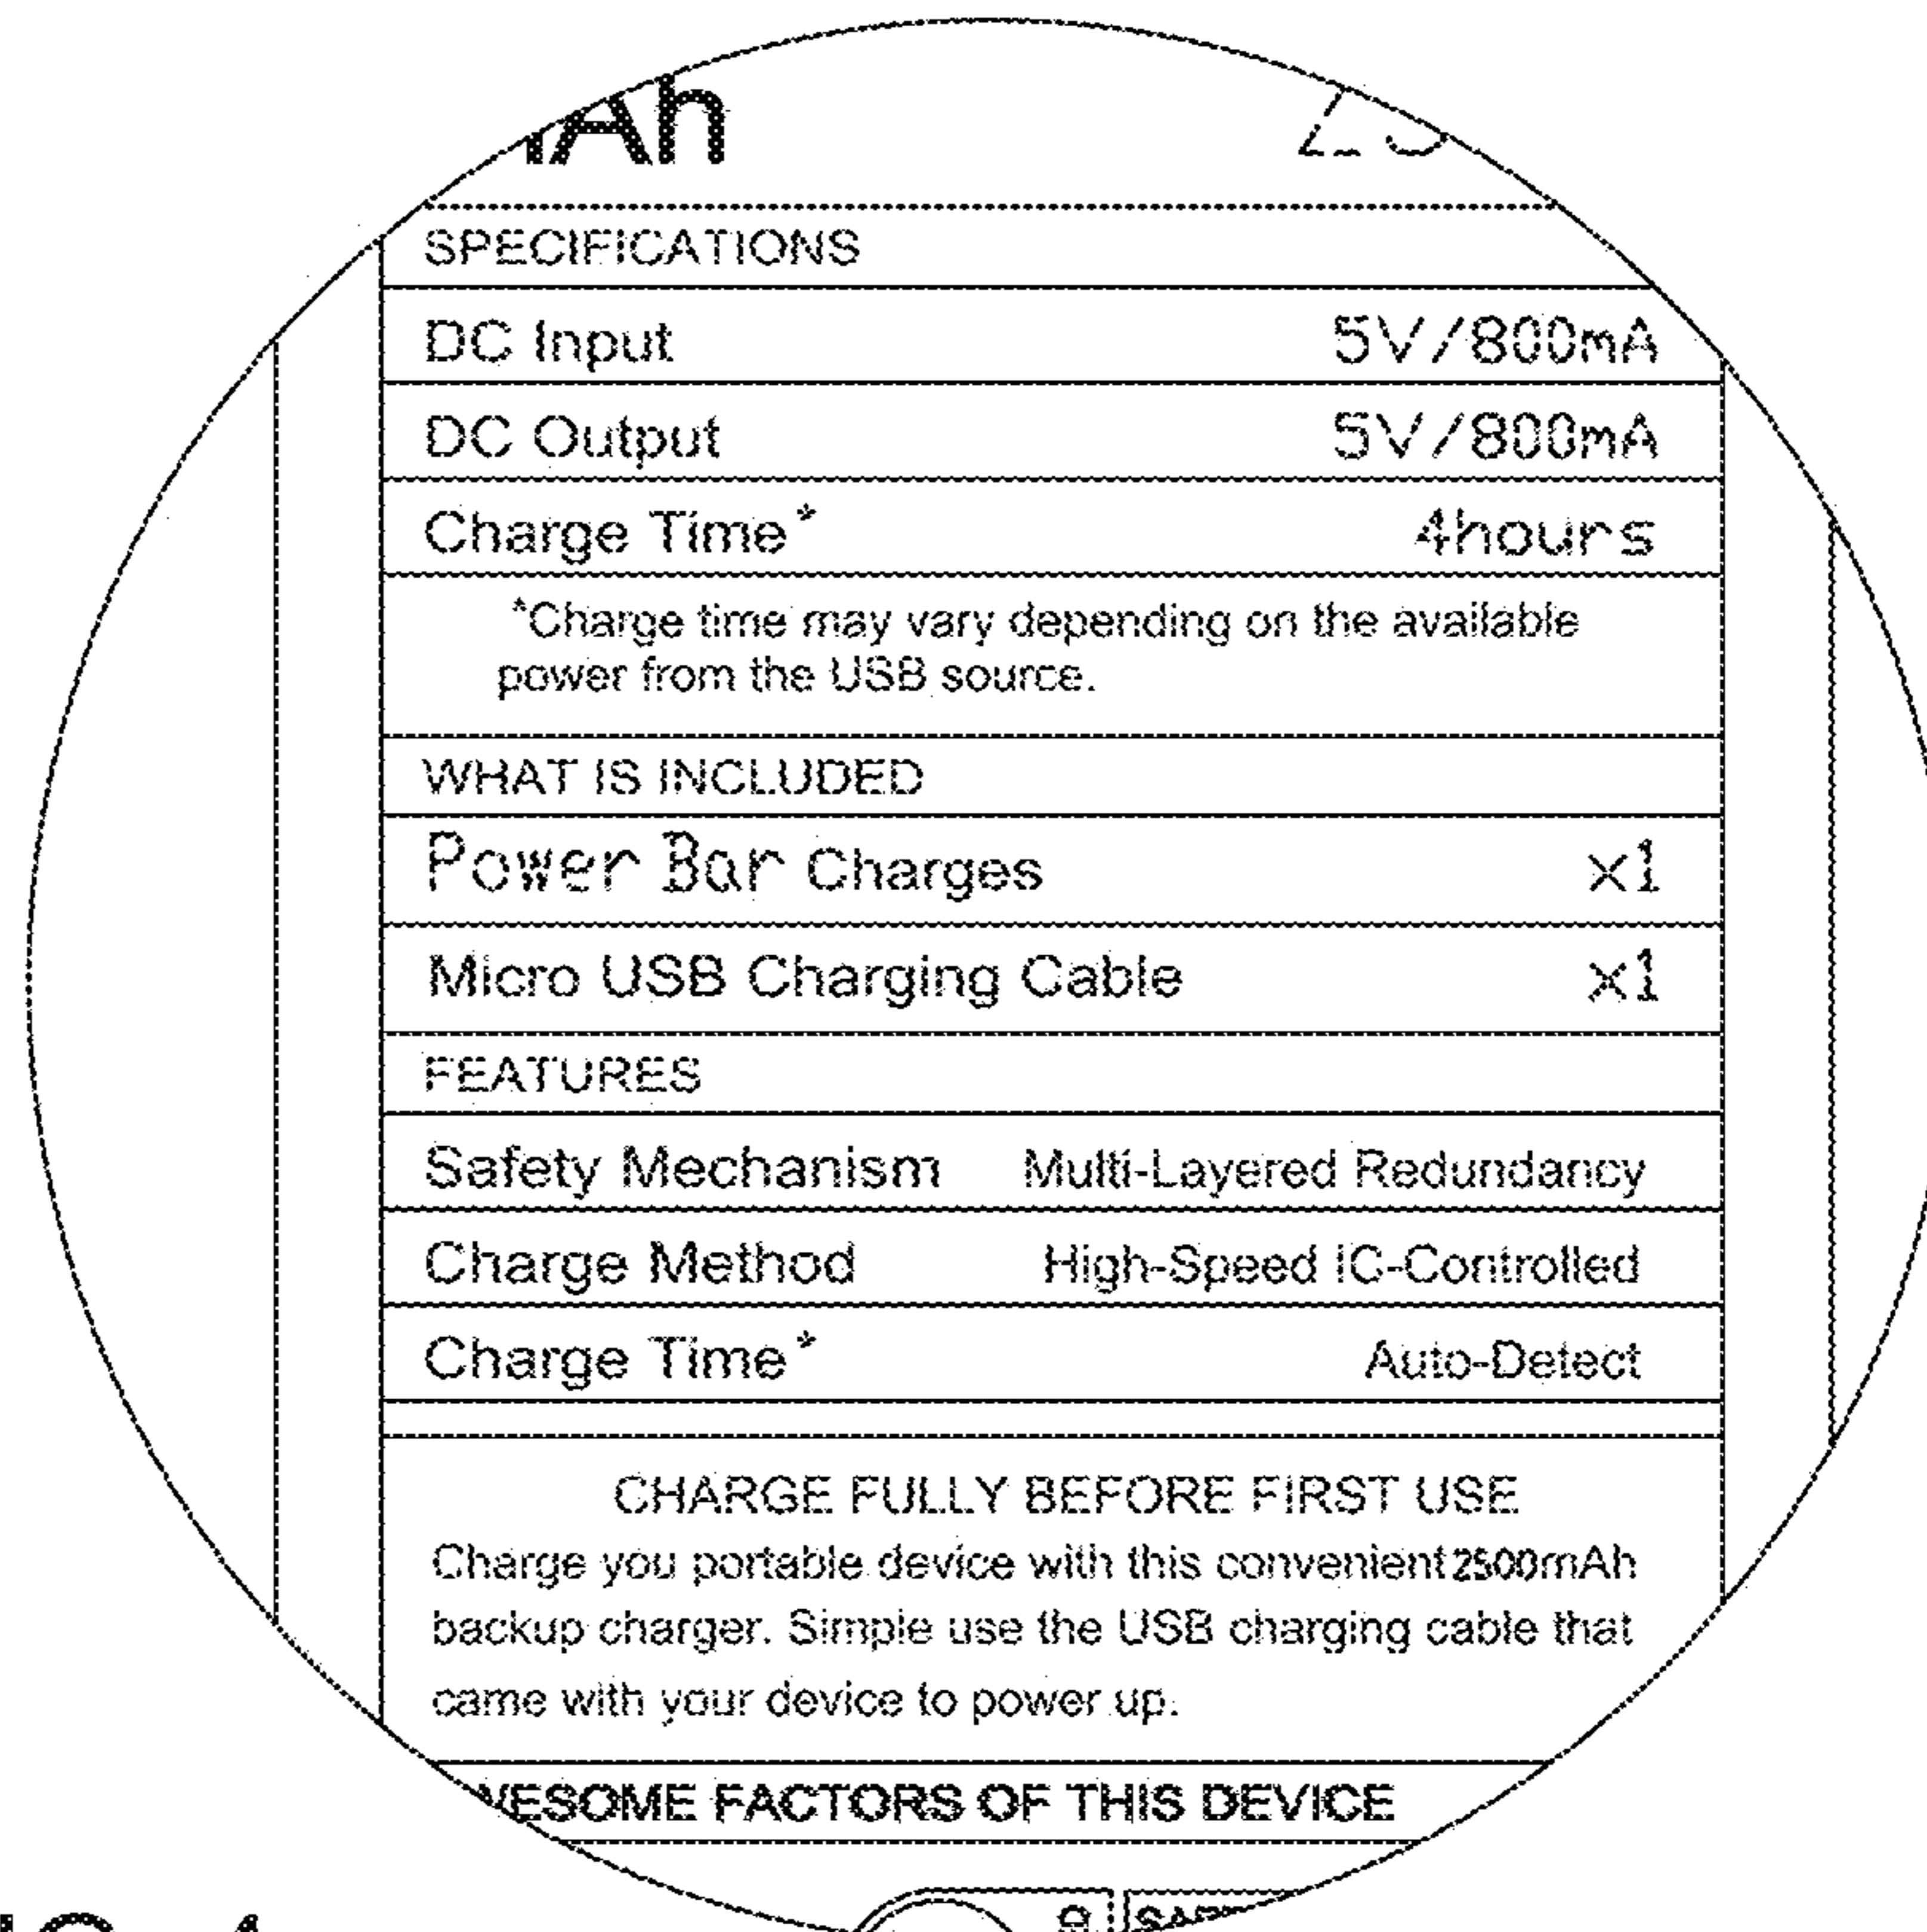 SPECIFICATIONS
DC Input 5V/800mA
DC Output 5V/800mA
Charge Time* 4hours
*Charge time may vary depending on the available
power from the USB source.
WHAT IS INCLUDED
Power Bar Charges x1
Micro USB Charging Cable x1
FEATURES
Safety Mechanism Multi-Layered Redundancy
Charge Method High-Speed IC-Controlled
Charge Time* Auto-Detect
CHARGE FULLY BEFORE FIRST USE
Charge you portable device with this convenient 2500mAh
backup charger. Simple use the USB charging cable that
came with your device to power up.
FACTORS OF THIS DEVICE